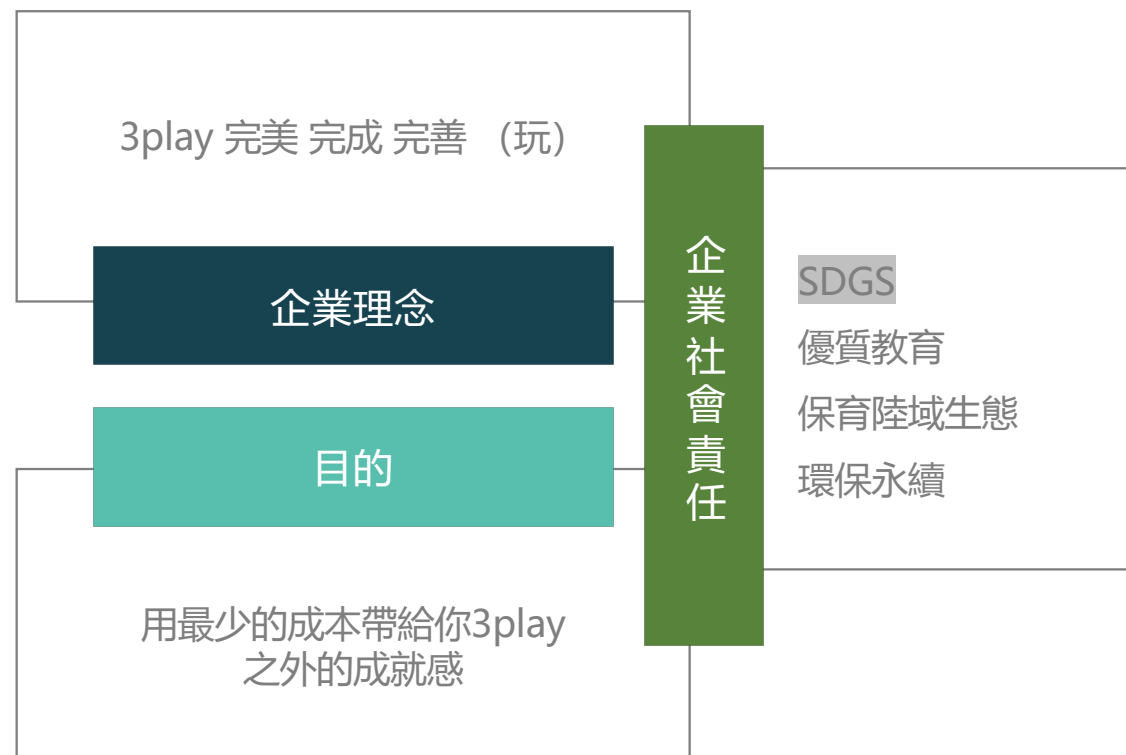 3play 完美 完成 完善 （玩）
企業理念
目的
用最少的成本帶給你3play
之外的成就感
企業社會責任
SDGS
優質教育
保育陸域生態
環保永續